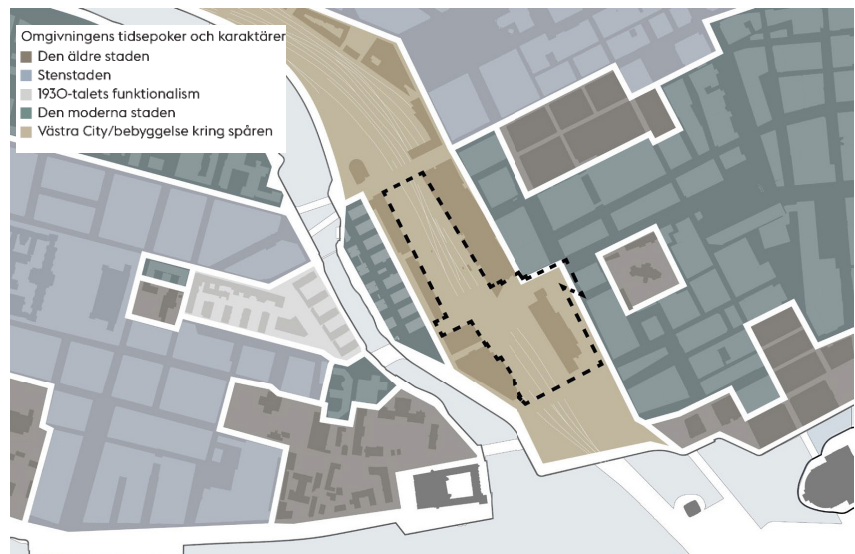 Omgivningens tidsepoker och karaktärer
Den äldre staden
Stenstaden
1930-talets funktionalism
Den moderna staden
Västra City/bebyggelse kring spåren